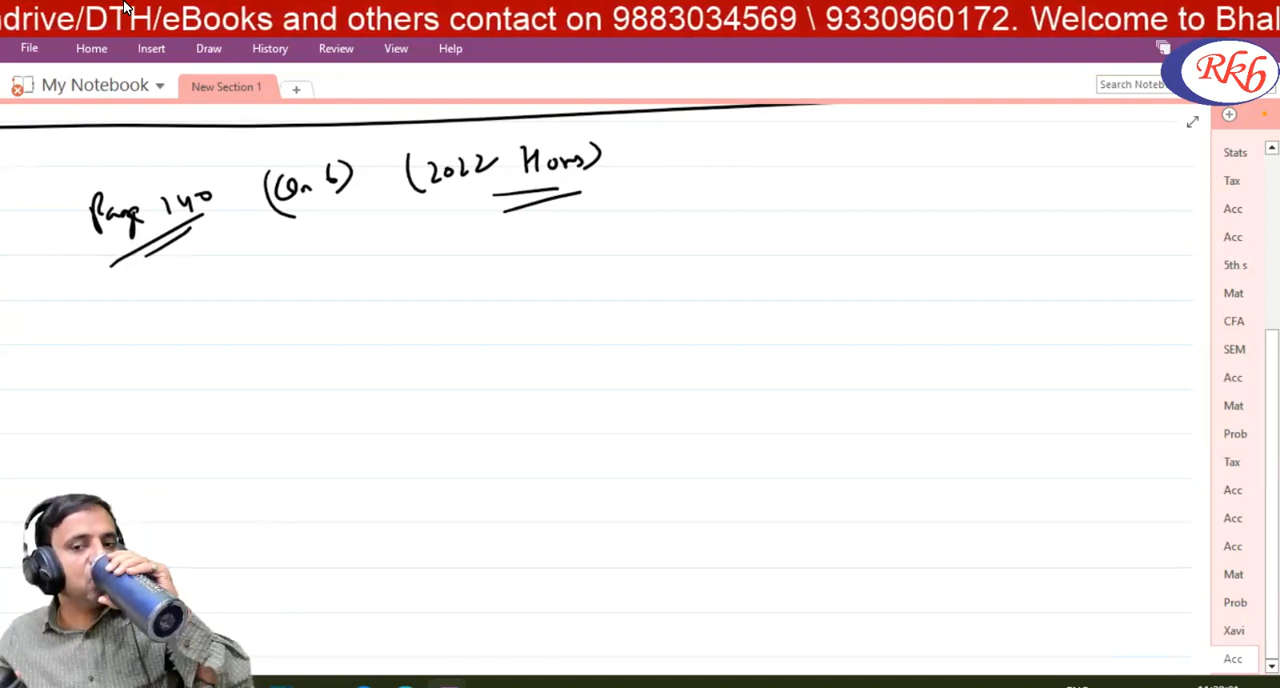 ndrive/DTH/eBooks and others contact on 9883034569 \ 9330960172. Welcome to Bhal
File Home Insert Draw History Review View Help
Rkb
My Notebook New Section 1 + Search Noteb
Page 140 (Qn 6) (2022 Hons)
Stats
Tax
Acc
Acc
5th s
Mat
CFA
SEM
Acc
Mat
Prob
Tax
Acc
Acc
Acc
Mat
Prob
Xavi
Acc